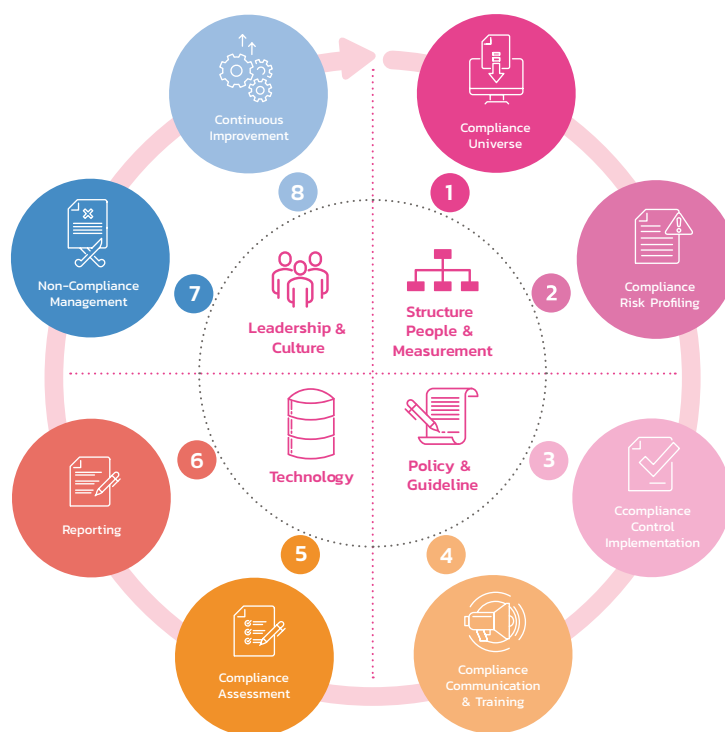 Continuous
Improvement
8
Compliance
Universe
1
Compliance
Risk Profiling
2
Ccompliance
Control
Implementation
3
Compliance
Communication
& Training
4
Compliance
Assessment
5
Reporting
6
Non-Compliance
Management
7
Leadership &
Culture
Structure
People &
Measurement
Technology
Policy &
Guideline